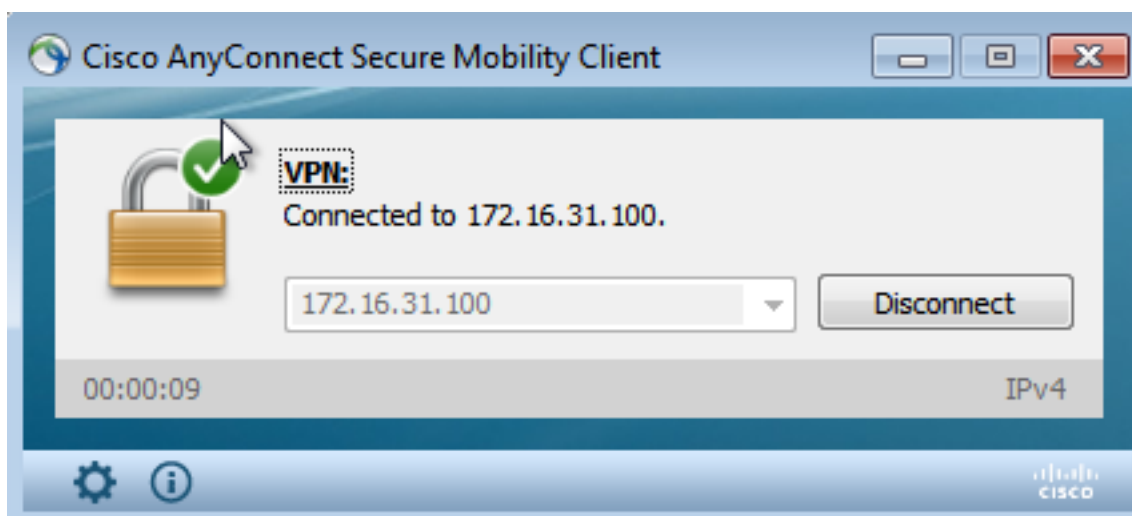 Cisco AnyConnect Secure Mobility Client
VPN:
Connected to 172.16.31.100.
172.16.31.100
Disconnect
00:00:09
IPv4
CISCO